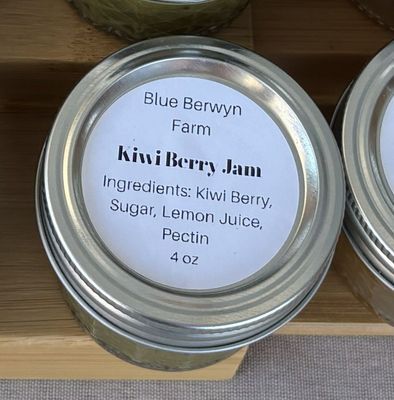 Blue Berwyn
Farm
Kiwi Berry Jam
Ingredients: Kiwi Berry,
Sugar, Lemon Juice,
Pectin
4 oz